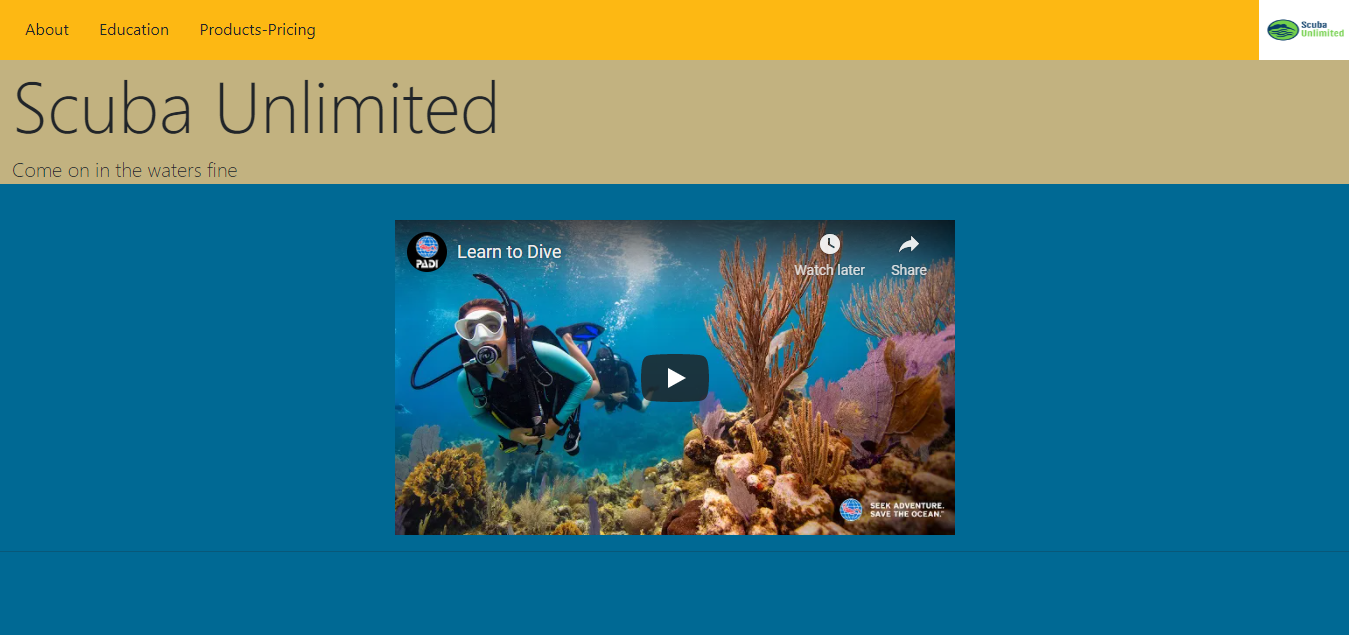 About Education Products-Pricing
Scuba
Unlimited
Scuba Unlimited
Come on in the waters fine
PADI
Learn to Dive
Watch later Share
SEEK ADVENTURE.
SAVE THE OCEAN.™